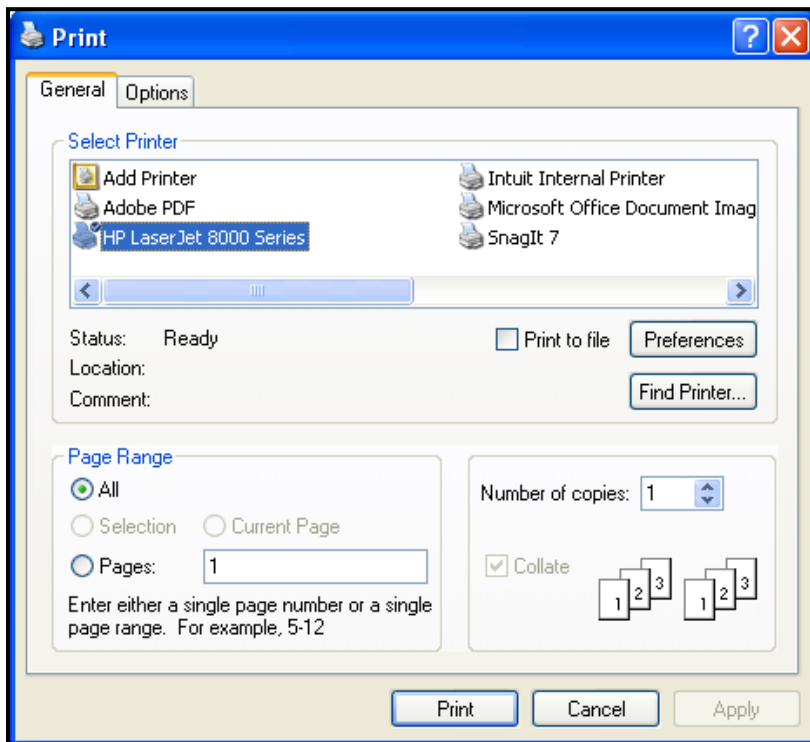 Print
General Options
Select Printer
Add Printer Intuit Internal Printer
Adobe PDF Microsoft Office Document Imag
HP LaserJet 8000 Series SnagIt 7
Status: Ready Print to file Preferences
Location:
Comment: Find Printer...
Page Range
All Number of copies: 1
Selection Current Page
Pages: 1 Collate 1 2 3 1 2 3
Enter either a single page number or a single
page range. For example, 5-12
Print Cancel Apply